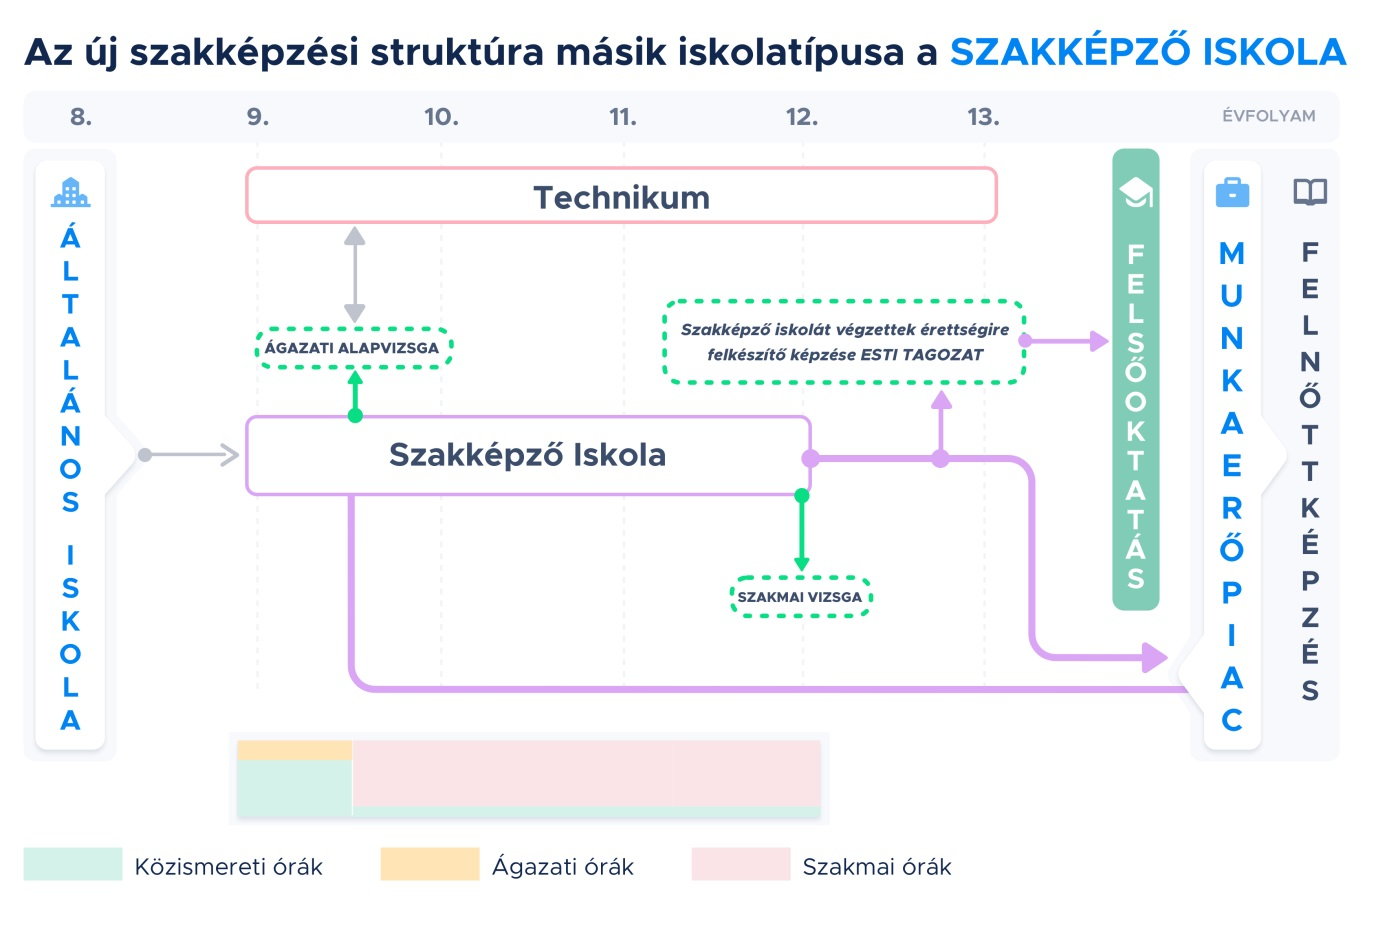 Az új szakképzési struktúra másik iskolatípusa a SZAKKÉPZŐ ISKOLA
8. 9. 10. 11. 12. 13. ÉVFOLYAM
ÁLTALÁNOS ISKOLA
Technikum
ÁGAZATI ALAPVIZSGA
Szakképző iskolát végzettek érettségire
felkészítő képzése ESTI TAGOZAT
Szakképző Iskola
SZAKMAI VIZSGA
FELSŐOKTATÁS
MUNKAERŐPIAC
FELNŐTTKÉPZÉS
Közismereti órák
Ágazati órák
Szakmai órák